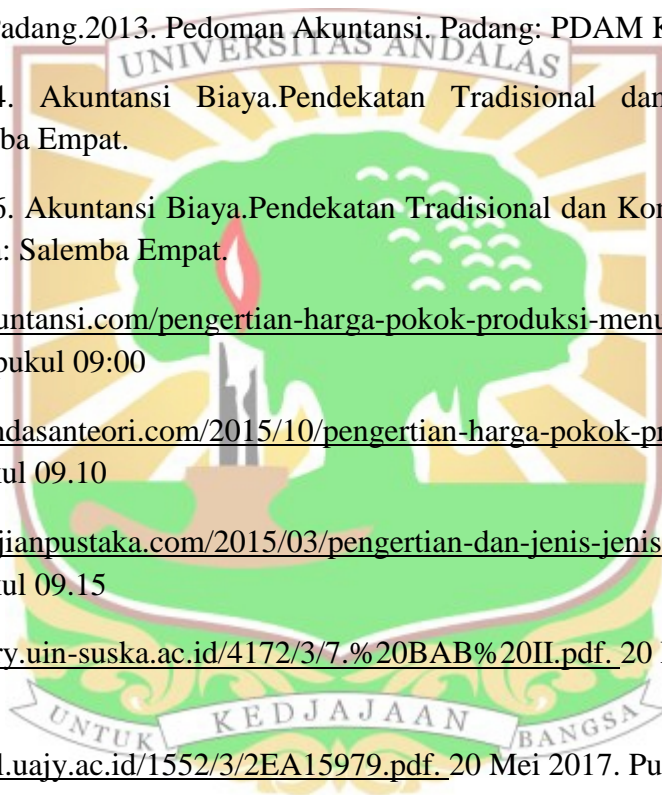 Padang.2013. Pedoman Akuntansi. Padang: PDAM K
UNIVERSITAS ANDALAS
4. Akuntansi Biaya.Pendekatan Tradisional dan
ba Empat.
6. Akuntansi Biaya.Pendekatan Tradisional dan Kon
a: Salemba Empat.
untansi.com/pengertian-harga-pokok-produksi-menu
pukul 09:00
ndasanteori.com/2015/10/pengertian-harga-pokok-pr
kul 09.10
jianpustaka.com/2015/03/pengertian-dan-jenis-jenis
kul 09.15
ry.uin-suska.ac.id/4172/3/7.%20BAB%20II.pdf. 20
UNTUK KEDJAJAAN BANGSA
l.uajy.ac.id/1552/3/2EA15979.pdf. 20 Mei 2017. Pu